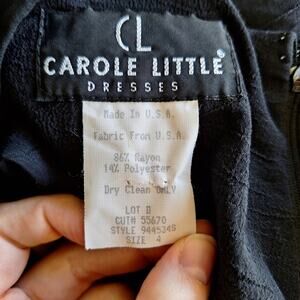 CL
CAROLE LITTLE
DRESSES
Made In U.S.A.
Fabric From U.S.A.
86% Rayon
14% Polyester
Dry Clean ONLY
LOT D
CUT# 55670
STYLE 944534S
SIZE 4